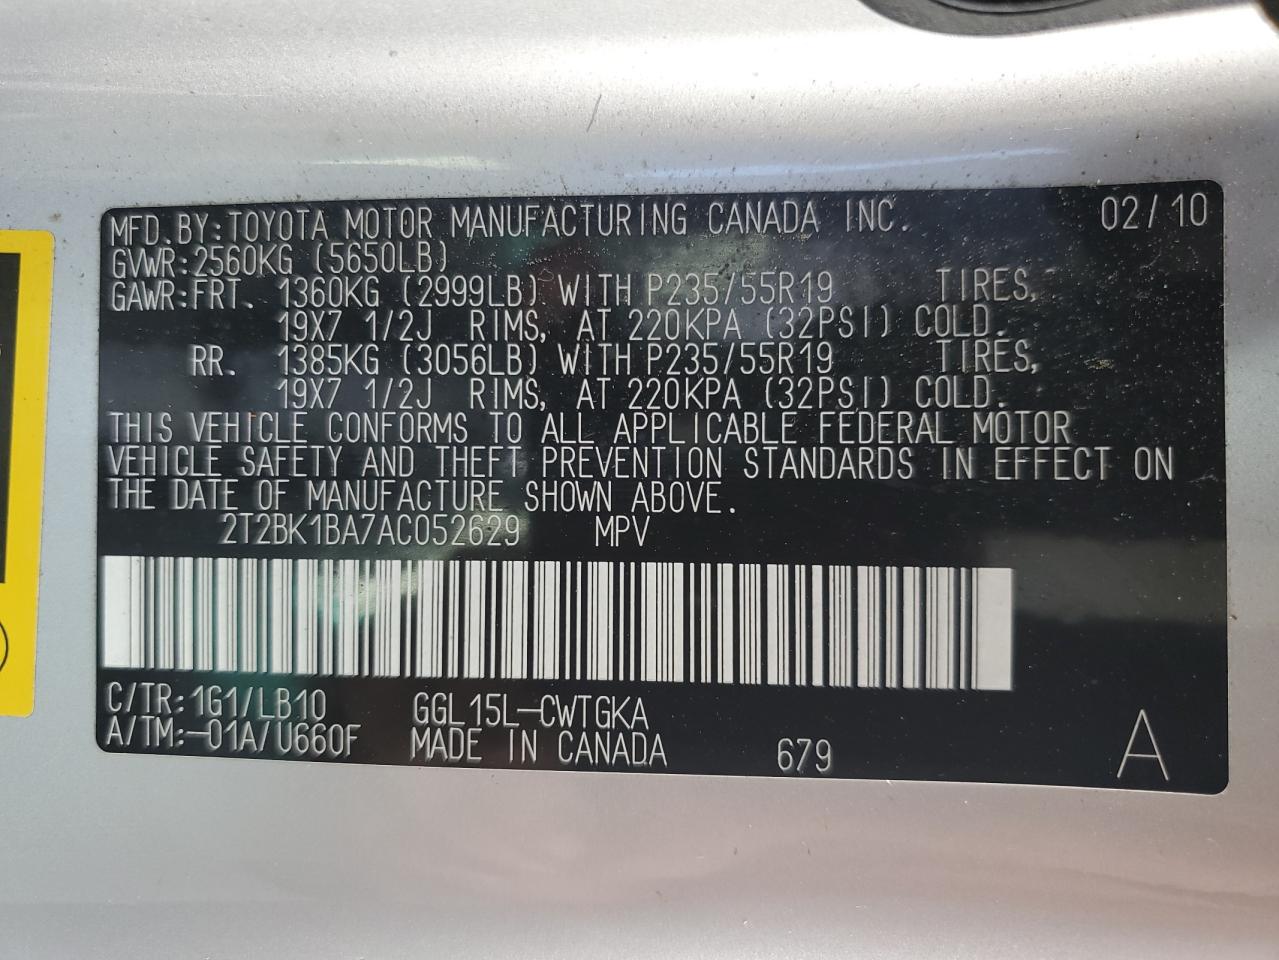 MFD.BY:TOYOTA MOTOR MANUFACTURING CANADA INC. 02/10
GVWR:2560KG (5650LB)
GAWR:FRT. 1360KG (2999LB) WITH P235/55R19 TIRES,
19X7 1/2J RIMS, AT 220KPA (32PSI) COLD.
RR. 1385KG (3056LB) WITH P235/55R19 TIRES,
19X7 1/2J RIMS, AT 220KPA (32PSI) COLD.
THIS VEHICLE CONFORMS TO ALL APPLICABLE FEDERAL MOTOR
VEHICLE SAFETY AND THEFT PREVENTION STANDARDS IN EFFECT ON
THE DATE OF MANUFACTURE SHOWN ABOVE.
2T2BK1BA7AC052629 MPV
C/TR:1G1/LB10 GGL15L-CWTGKA
A/TM:-01A/U660F MADE IN CANADA 679 A